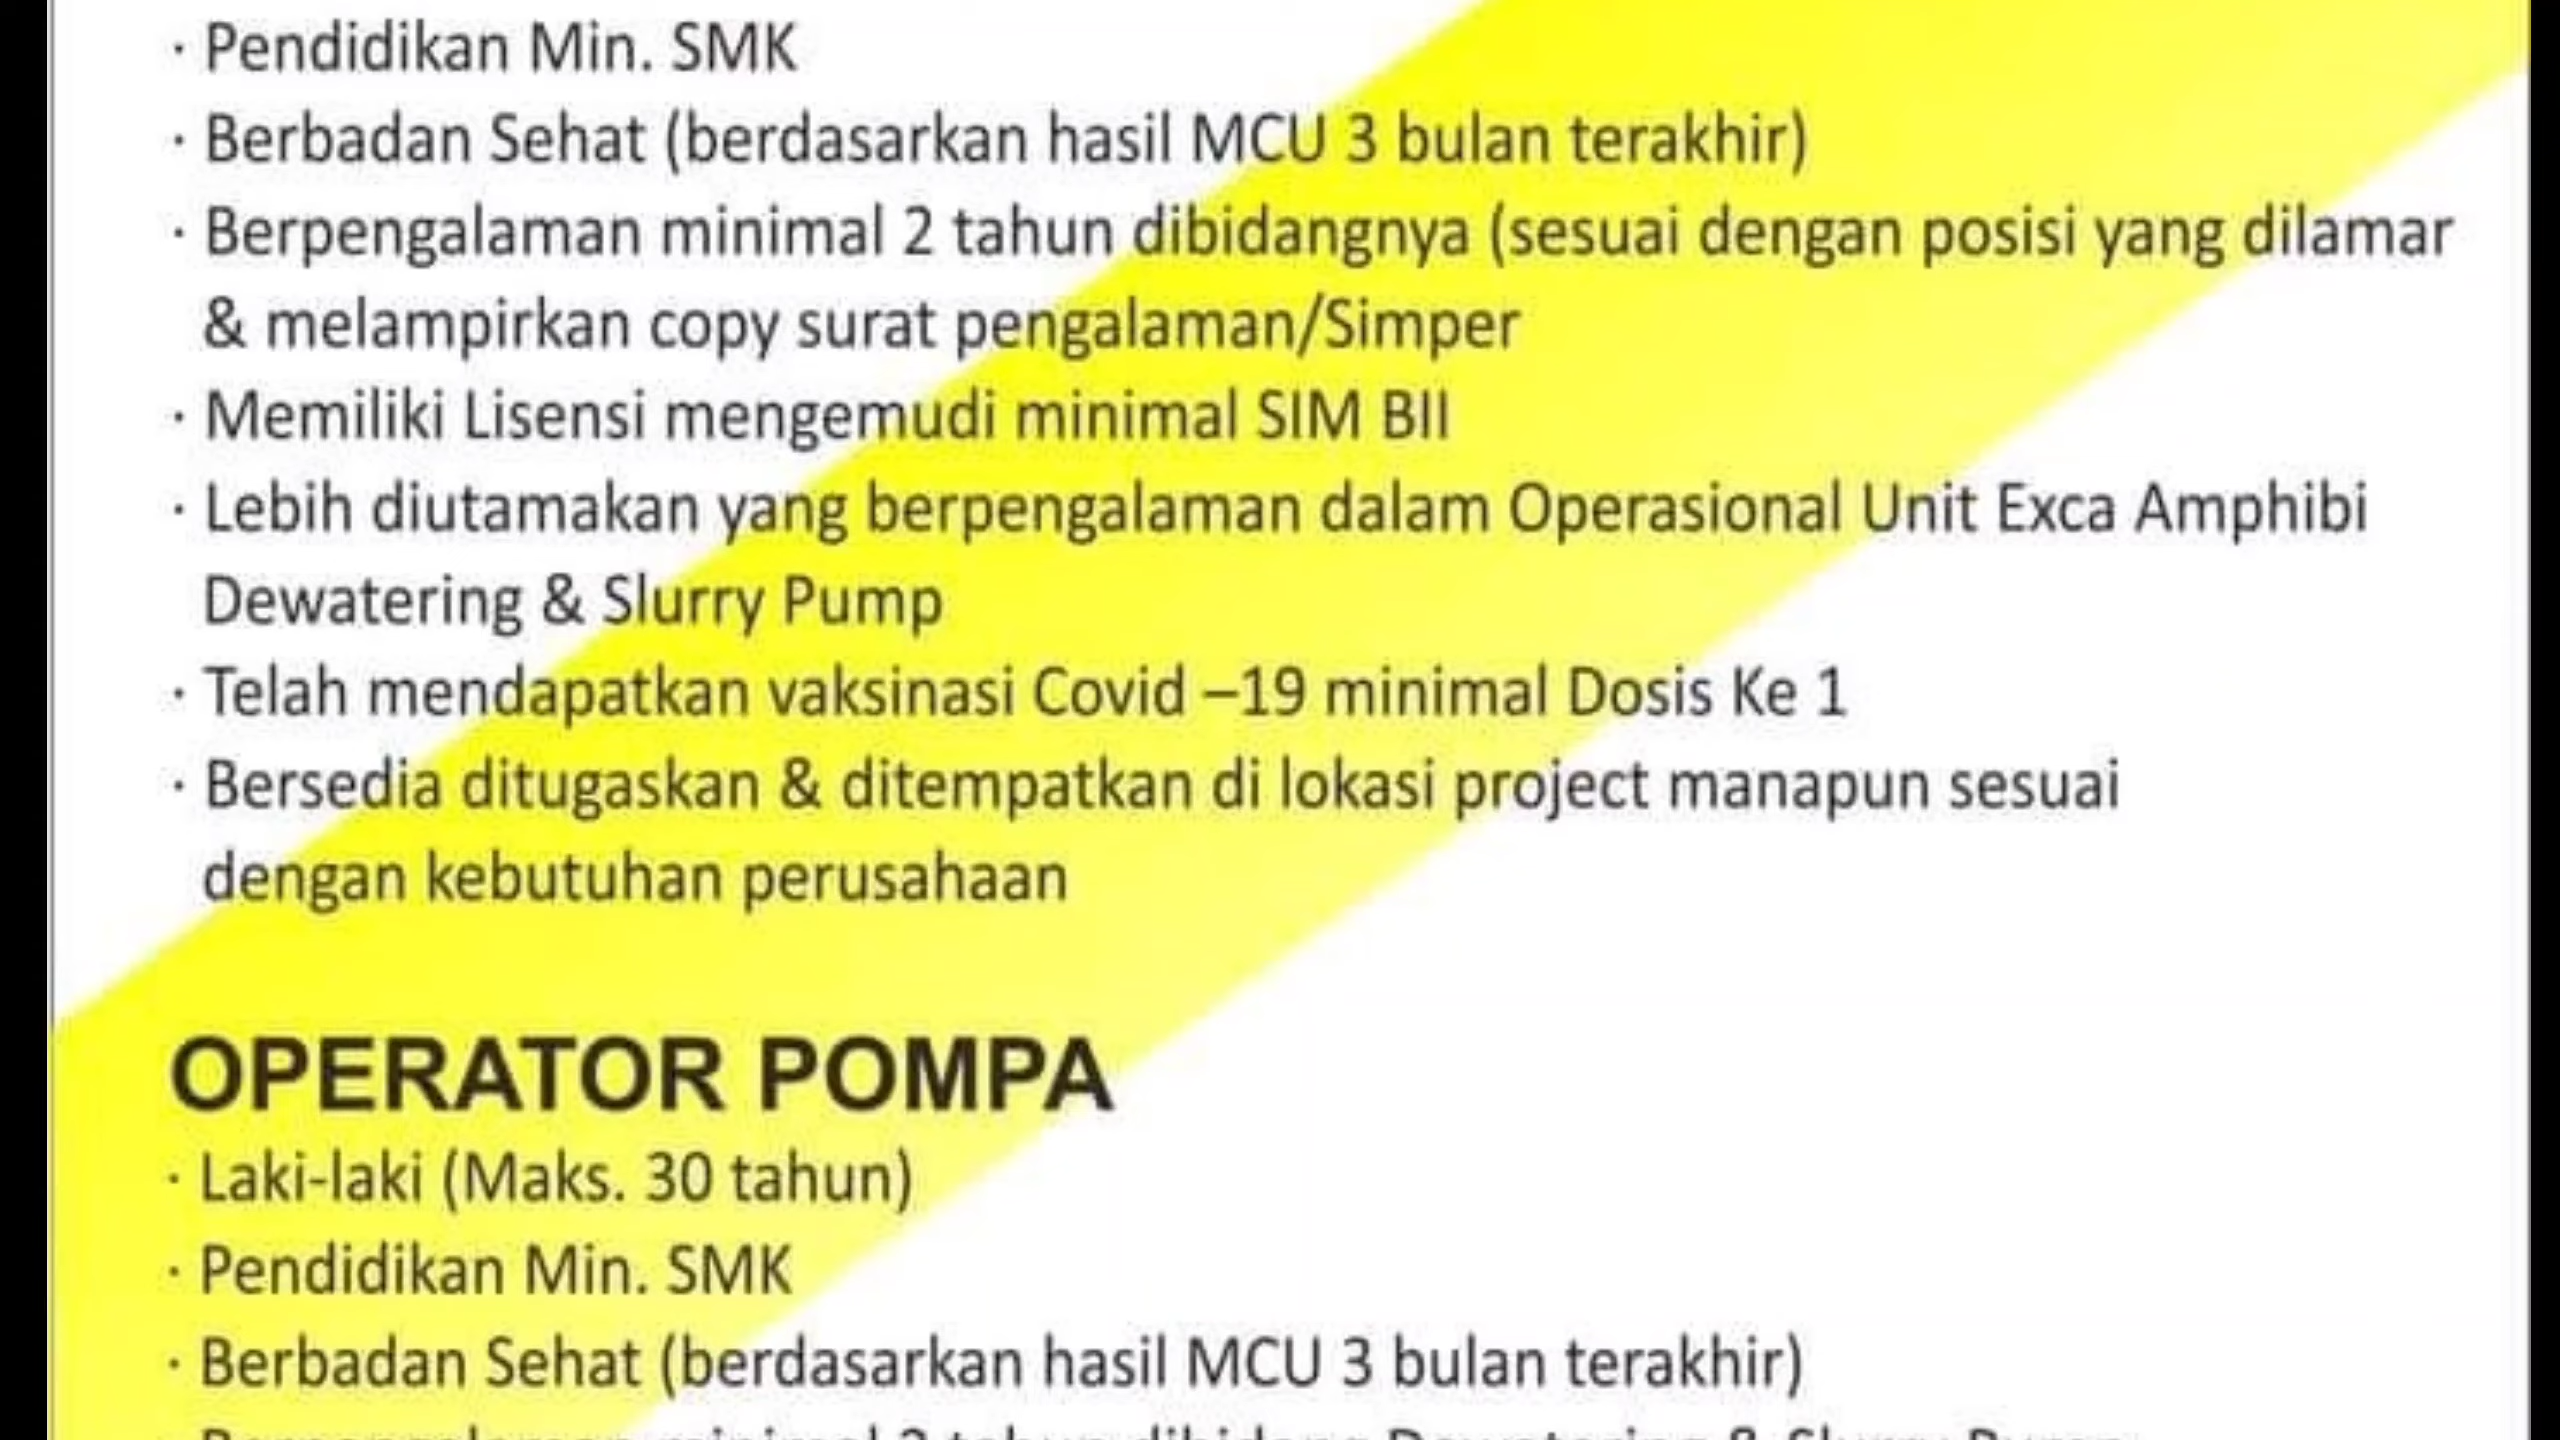 · Pendidikan Min. SMK
· Berbadan Sehat (berdasarkan hasil MCU 3 bulan terakhir)
· Berpengalaman minimal 2 tahun dibidangnya (sesuai dengan posisi yang dilamar
& melampirkan copy surat pengalaman/Simper
· Memiliki Lisensi mengemudi minimal SIM BII
· Lebih diutamakan yang berpengalaman dalam Operasional Unit Exca Amphibi
Dewatering & Slurry Pump
· Telah mendapatkan vaksinasi Covid –19 minimal Dosis Ke 1
· Bersedia ditugaskan & ditempatkan di lokasi project manapun sesuai
dengan kebutuhan perusahaan
OPERATOR POMPA
· Laki-laki (Maks. 30 tahun)
· Pendidikan Min. SMK
· Berbadan Sehat (berdasarkan hasil MCU 3 bulan terakhir)